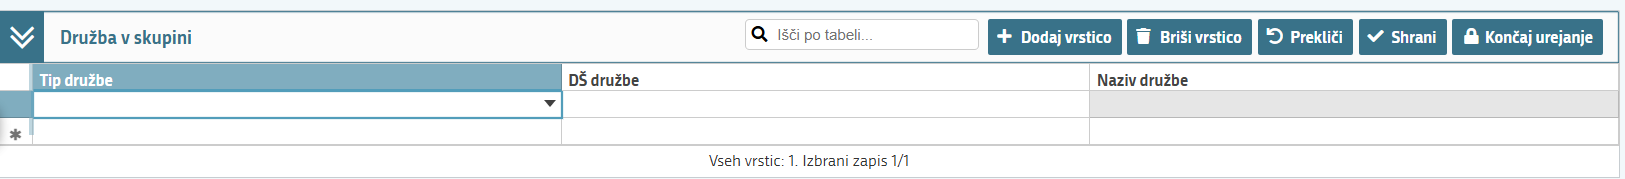 Družba v skupini
Išči po tabeli...
Dodaj vrstico
Briši vrstico
Prekliči
Shrani
Končaj urejanje
Tip družbe
DŠ družbe
Naziv družbe
Vseh vrstic: 1. Izbrani zapis 1/1